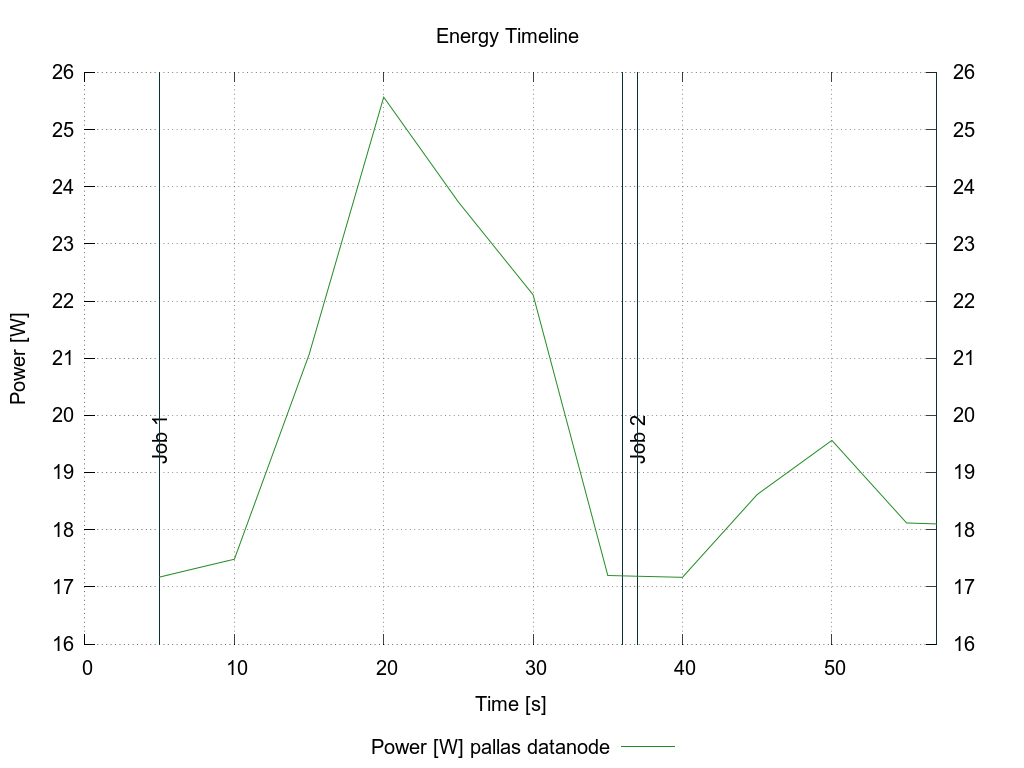 Energy Timeline
26 26
25 25
24 24
23 23
22 22
21 21
20 20
19 19
18 18
17 17
16 16
Power [W]
Job 1
Job 2
0 10 20 30 40 50
Time [s]
Power [W] pallas datanode